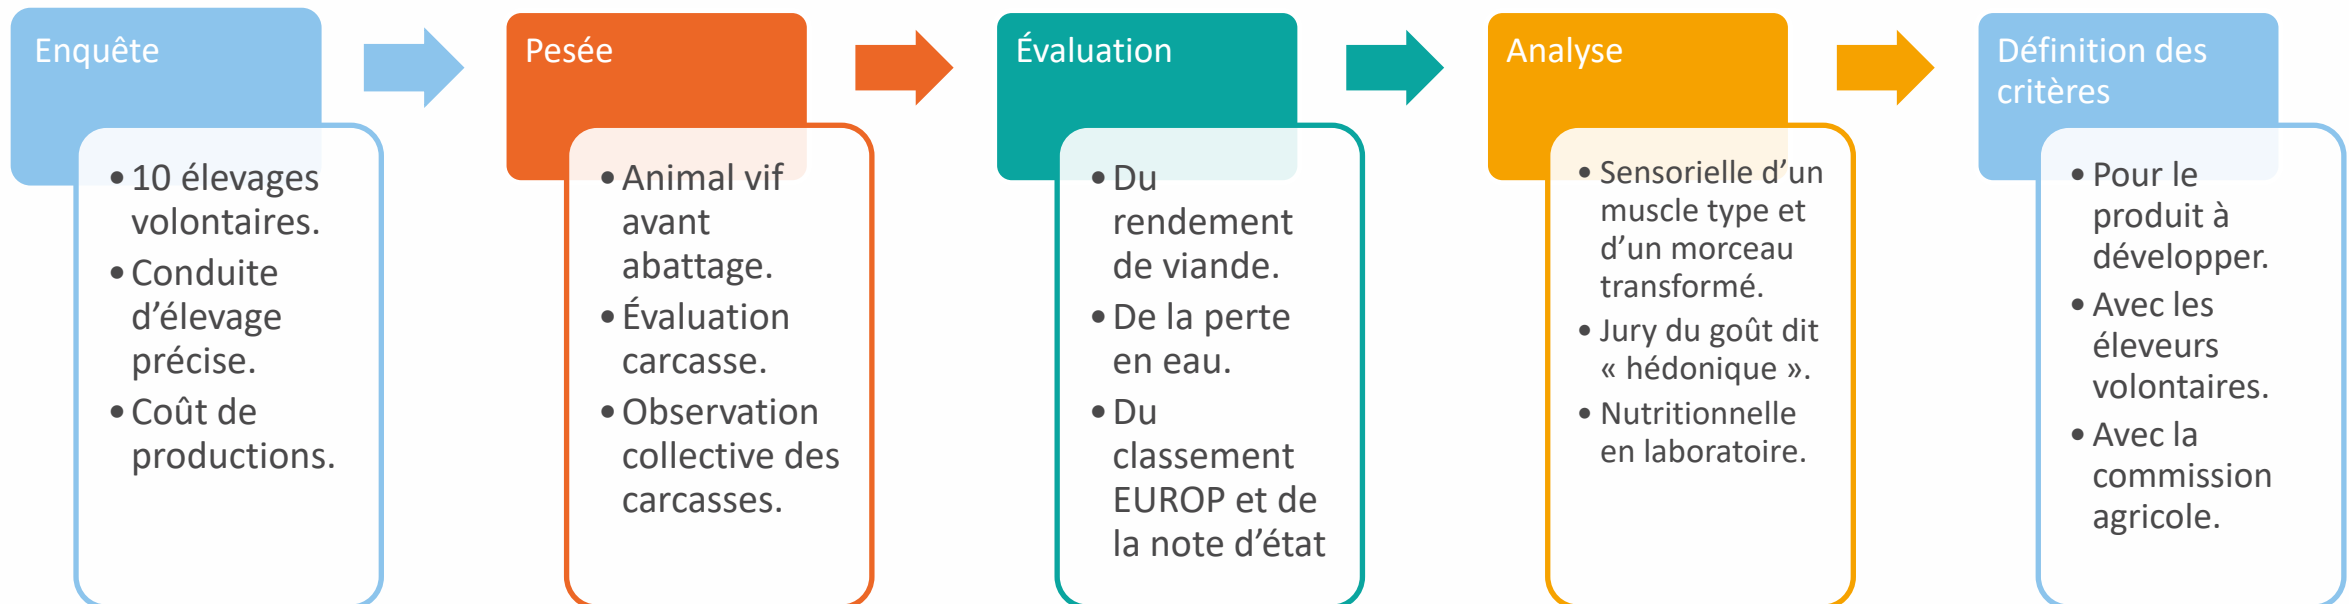 Enquête
• 10 élevages
volontaires.
• Conduite
d’élevage
précise.
• Coût de
productions.
Pesée
• Animal vif
avant
abattage.
• Évaluation
carcasse.
• Observation
collective des
carcasses.
Évaluation
• Du
rendement
de viande.
• De la perte
en eau.
• Du
classement
EUROP et de
la note d’état
Analyse
• Sensorielle d’un
muscle type et
d’un morceau
transformé.
• Jury du goût dit
« hédonique ».
• Nutritionnelle
en laboratoire.
Définition des
critères
• Pour le
produit à
développer.
• Avec les
éleveurs
volontaires.
• Avec la
commission
agricole.